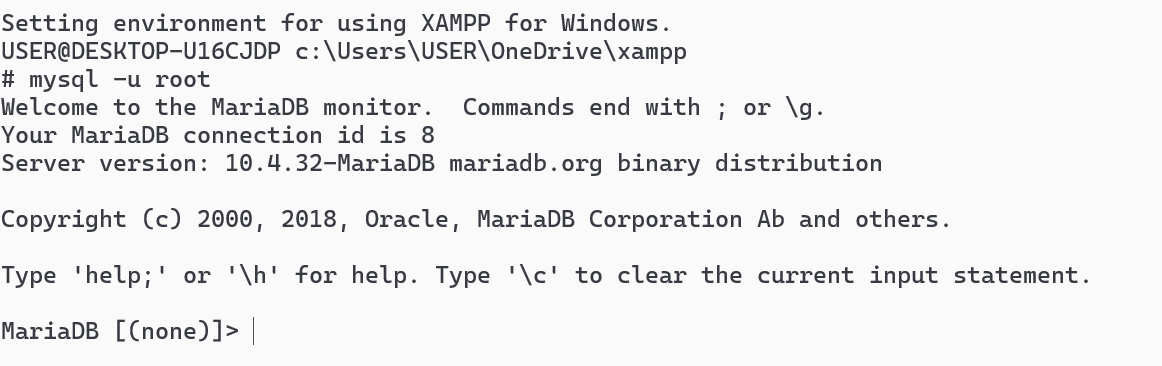 Setting environment for using XAMPP for Windows.
USER@DESKTOP-U16CJDP c:\Users\USER\OneDrive\xampp
# mysql -u root
Welcome to the MariaDB monitor.  Commands end with ; or \g.
Your MariaDB connection id is 8
Server version: 10.4.32-MariaDB mariadb.org binary distribution
Copyright (c) 2000, 2018, Oracle, MariaDB Corporation Ab and others.
Type 'help;' or '\h' for help. Type '\c' to clear the current input statement.
MariaDB [(none)]>